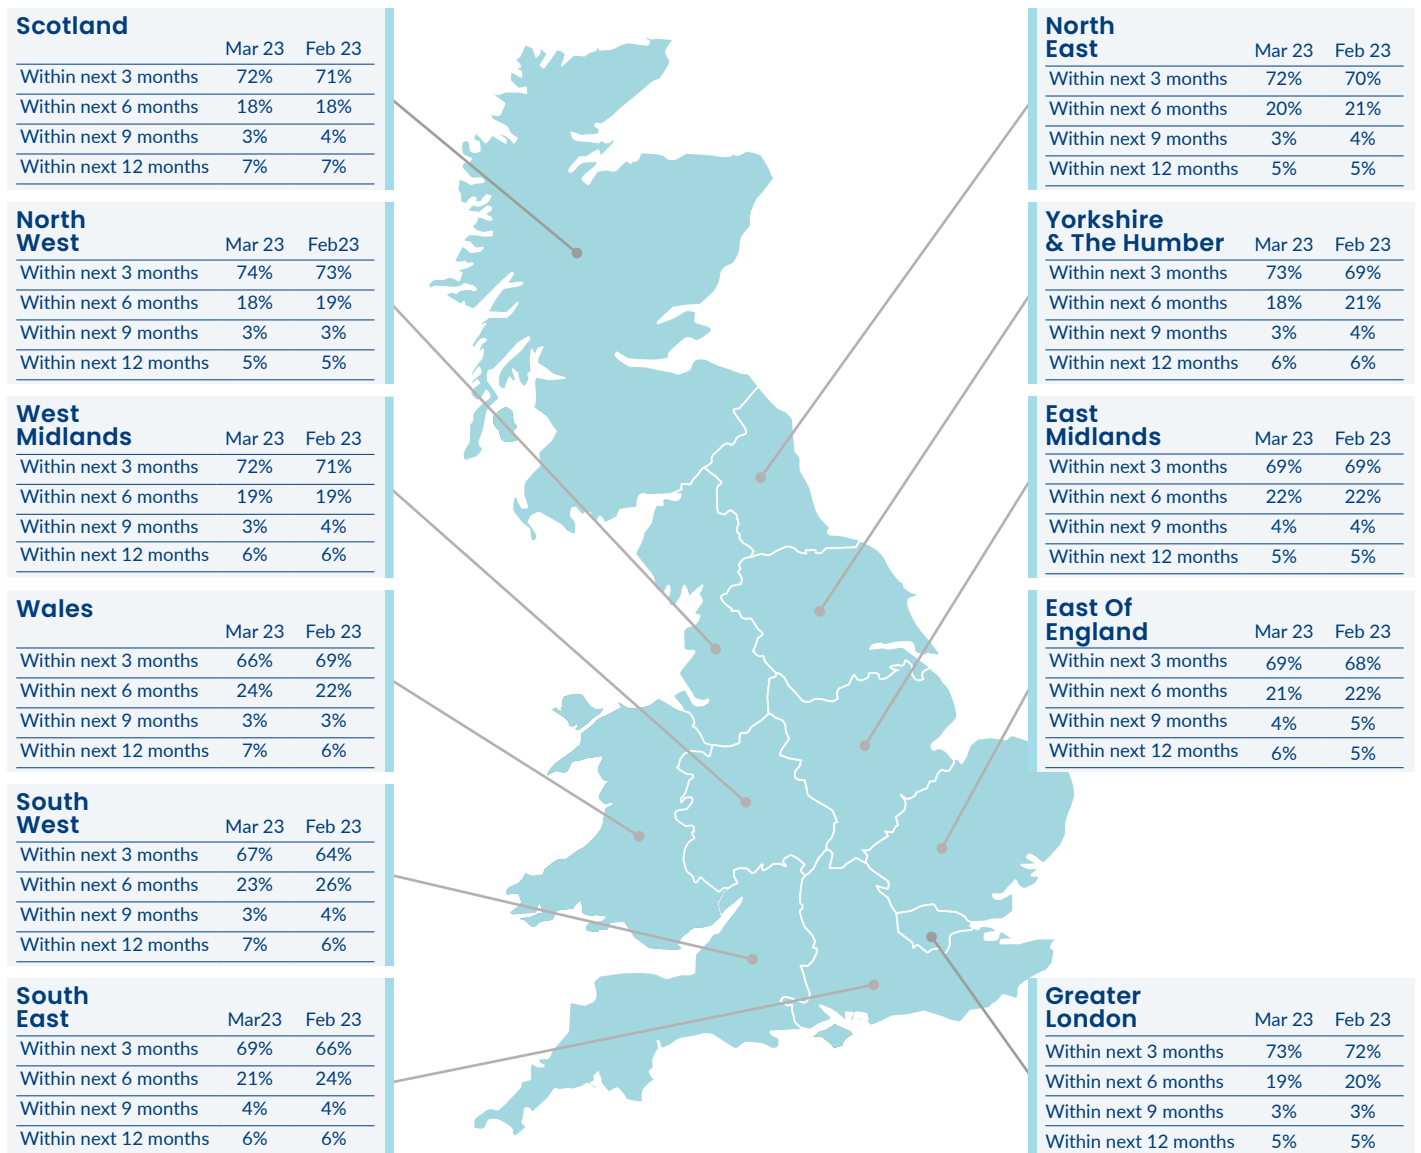 Scotland
Mar 23 Feb 23
Within next 3 months 72% 71%
Within next 6 months 18% 18%
Within next 9 months 3% 4%
Within next 12 months 7% 7%
North
West Mar 23 Feb23
Within next 3 months 74% 73%
Within next 6 months 18% 19%
Within next 9 months 3% 3%
Within next 12 months 5% 5%
West
Midlands Mar 23 Feb 23
Within next 3 months 72% 71%
Within next 6 months 19% 19%
Within next 9 months 3% 4%
Within next 12 months 6% 6%
Wales
Mar 23 Feb 23
Within next 3 months 66% 69%
Within next 6 months 24% 22%
Within next 9 months 3% 3%
Within next 12 months 7% 6%
South
West Mar 23 Feb 23
Within next 3 months 67% 64%
Within next 6 months 23% 26%
Within next 9 months 3% 4%
Within next 12 months 7% 6%
South
East Mar23 Feb 23
Within next 3 months 69% 66%
Within next 6 months 21% 24%
Within next 9 months 4% 4%
Within next 12 months 6% 6%
North
East Mar 23 Feb 23
Within next 3 months 72% 70%
Within next 6 months 20% 21%
Within next 9 months 3% 4%
Within next 12 months 5% 5%
Yorkshire
& The Humber Mar 23 Feb 23
Within next 3 months 73% 69%
Within next 6 months 18% 21%
Within next 9 months 3% 4%
Within next 12 months 6% 6%
East
Midlands Mar 23 Feb 23
Within next 3 months 69% 69%
Within next 6 months 22% 22%
Within next 9 months 4% 4%
Within next 12 months 5% 5%
East Of
England Mar 23 Feb 23
Within next 3 months 69% 68%
Within next 6 months 21% 22%
Within next 9 months 4% 5%
Within next 12 months 6% 5%
Greater
London Mar 23 Feb 23
Within next 3 months 73% 72%
Within next 6 months 19% 20%
Within next 9 months 3% 3%
Within next 12 months 5% 5%